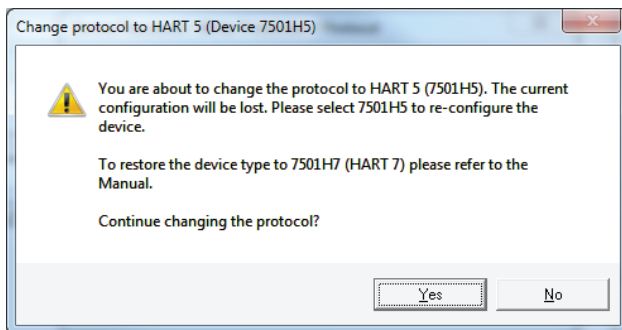 Change protocol to HART 5 (Device 7501H5)
You are about to change the protocol to HART 5 (7501H5). The current
configuration will be lost. Please select 7501H5 to re-configure the
device.
To restore the device type to 7501H7 (HART 7) please refer to the
Manual.
Continue changing the protocol?
Yes
No